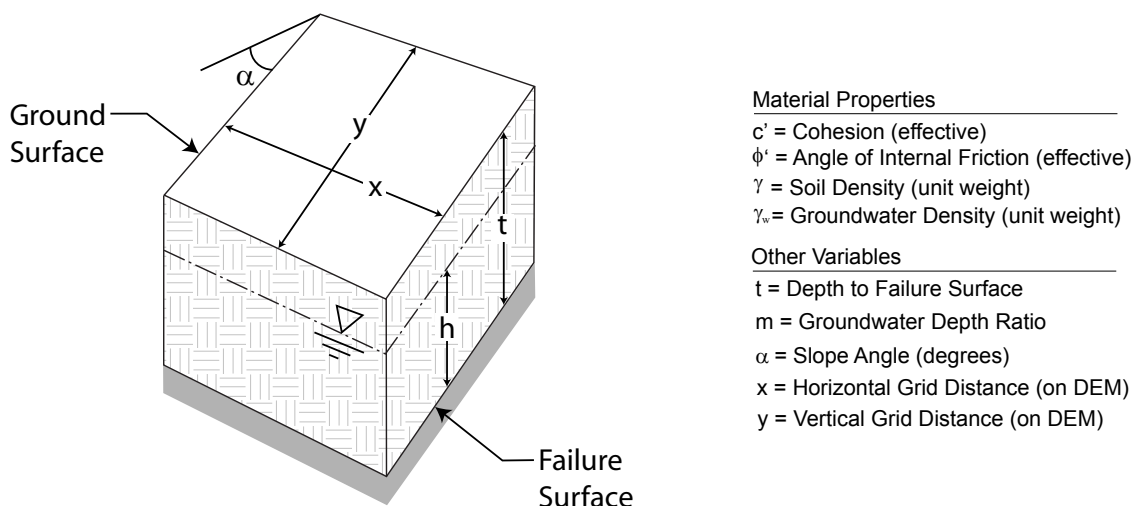 α
Ground
Surface
y
x
t
h
Failure
Surface
Material Properties
c’ = Cohesion (effective)
ϕ‘ = Angle of Internal Friction (effective)
γ = Soil Density (unit weight)
γw= Groundwater Density (unit weight)
Other Variables
t = Depth to Failure Surface
m = Groundwater Depth Ratio
α = Slope Angle (degrees)
x = Horizontal Grid Distance (on DEM)
y = Vertical Grid Distance (on DEM)